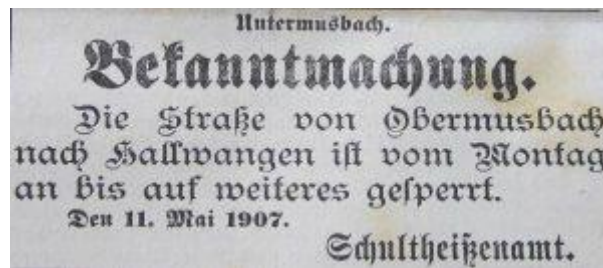 Untermusbach.
Bekanntmachung.
Die Straße von Obermusbach
nach Hallwangen ist vom Montag
an bis auf weiteres gesperrt.
Den 11. Mai 1907.
Schultheißenamt.